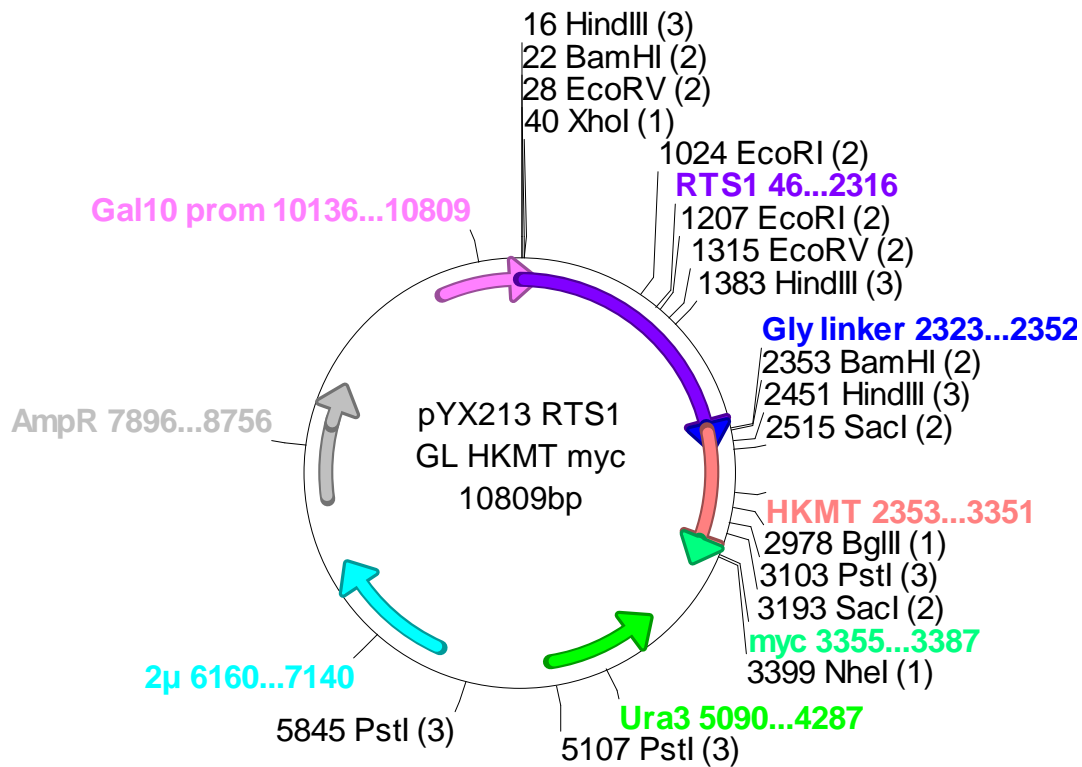 16 HindIII (3)
22 BamHI (2)
28 EcoRV (2)
40 XhoI (1)
1024 EcoRI (2)
RTS1 46...2316
Gal10 prom 10136...10809
1207 EcoRI (2)
1315 EcoRV (2)
1383 HindIII (3)
Gly linker 2323...2352
2353 BamHI (2)
2451 HindIII (3)
2515 SacI (2)
AmpR 7896...8756
pYX213 RTS1
GL HKMT myc
10809bp
HKMT 2353...3351
2978 BglII (1)
3103 PstI (3)
3193 SacI (2)
myc 3355...3387
3399 NheI (1)
2µ 6160...7140
Ura3 5090...4287
5845 PstI (3)
5107 PstI (3)